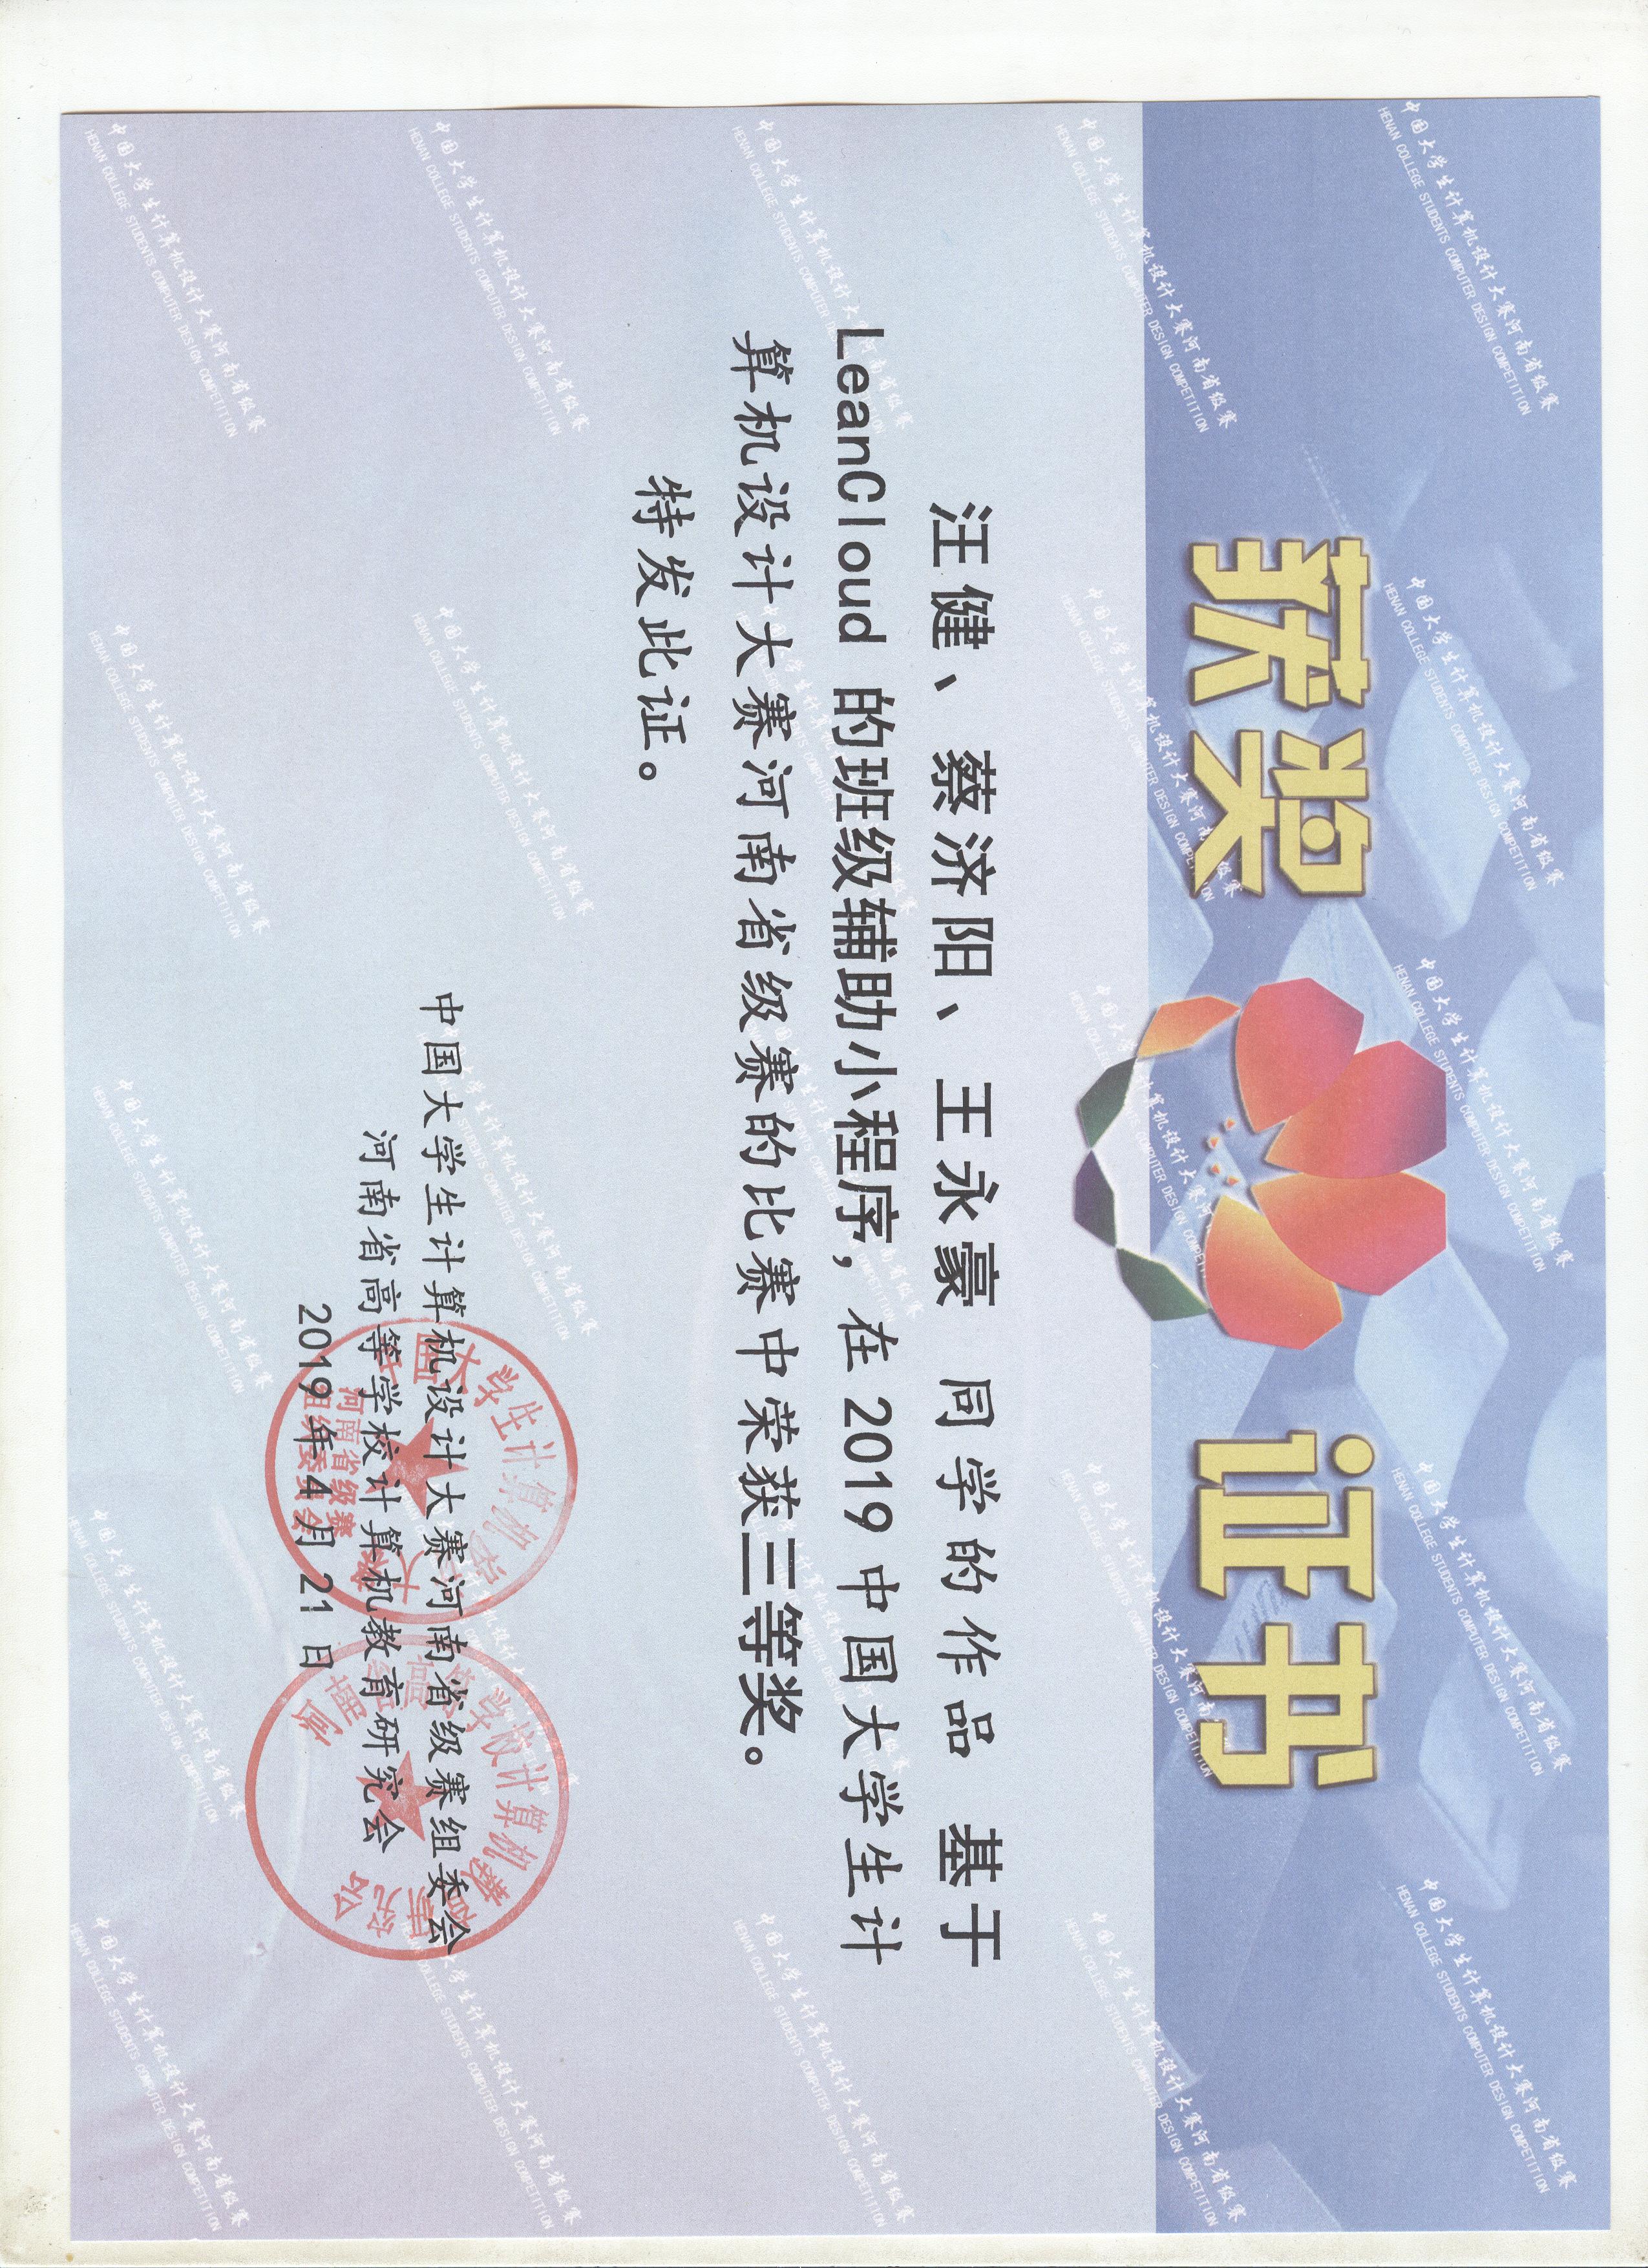 获奖 证书
汪健、蔡济阳、王永豪 同学的作品 基于
LeanCloud 的班级辅助小程序，在 2019 中国大学生计
算机设计大赛河南省级赛的比赛中荣获三等奖。
特发此证。
中国大学生计算机设计大赛河南省级赛组委会
河南省高等学校计算机教育研究会
2019 年 4 月 21 日
中国大学生计算机设计大赛
河南省级赛
组织委员会
河南省高等学校计算机教育研究会
中国大学生计算机设计大赛河南省级赛
HENAN COLLEGE STUDENTS COMPUTER DESIGN COMPETITION